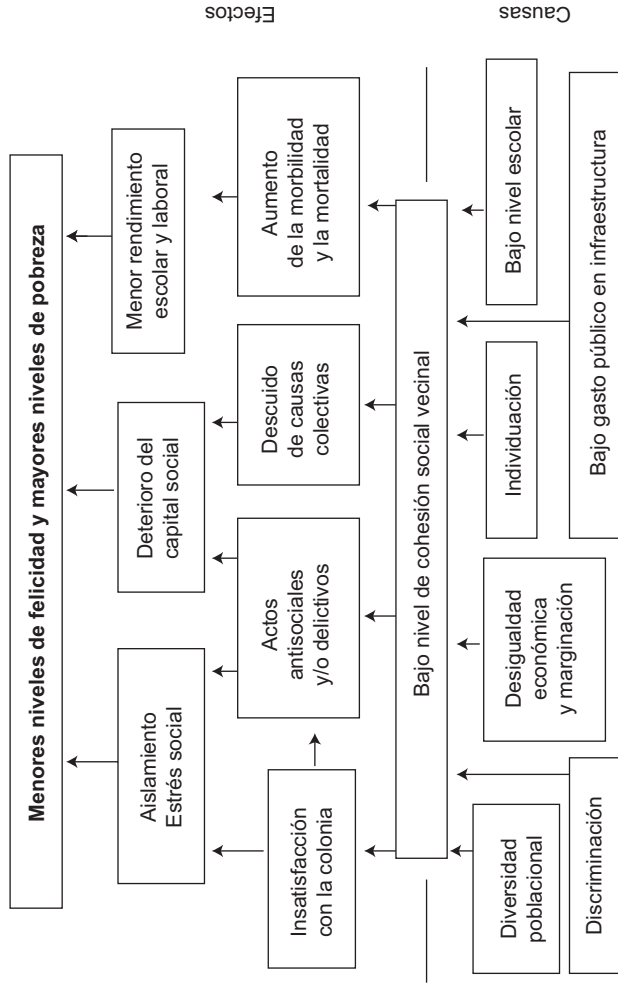 Menores niveles de felicidad y mayores niveles de pobreza
Aislamiento
Estrés social
Deterioro del
capital social
Menor rendimiento
escolar y laboral
Efectos
Insatisfacción
con la colonia
Actos
antisociales
y/o delictivos
Descuido
de causas
colectivas
Aumento
de la morbilidad
y la mortalidad
Bajo nivel de cohesión social vecinal
Causas
Diversidad
poblacional
Desigualdad
económica
y marginación
Individuación
Bajo nivel escolar
Discriminación
Bajo gasto público en infraestructura